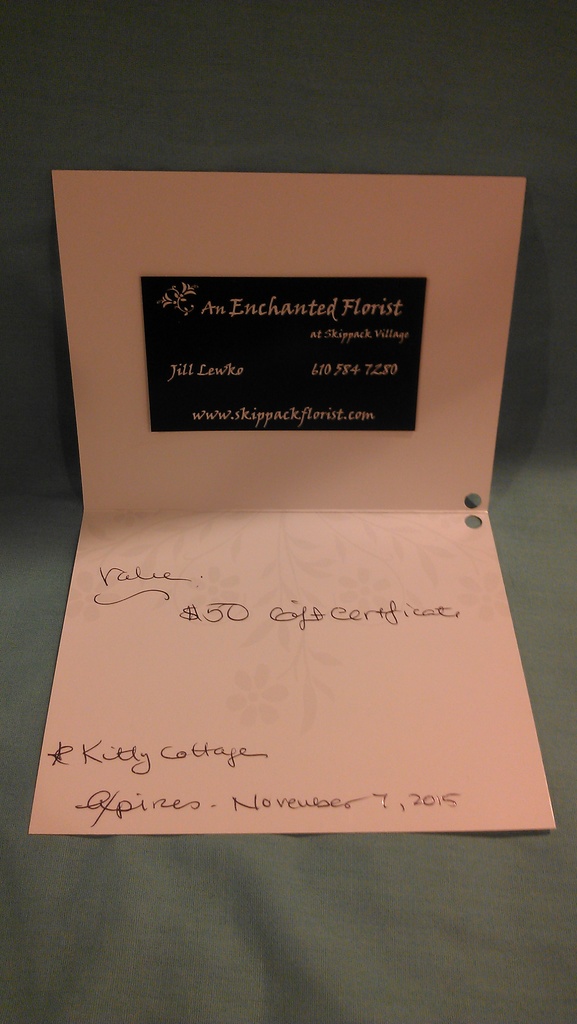 An Enchanted Florist
at Skippack Village
Jill Lewko 610 584 7280
www.skippackflorist.com
Value.
$50 Gift certificate
* Kitty Cottage
Expires - November 7, 2015